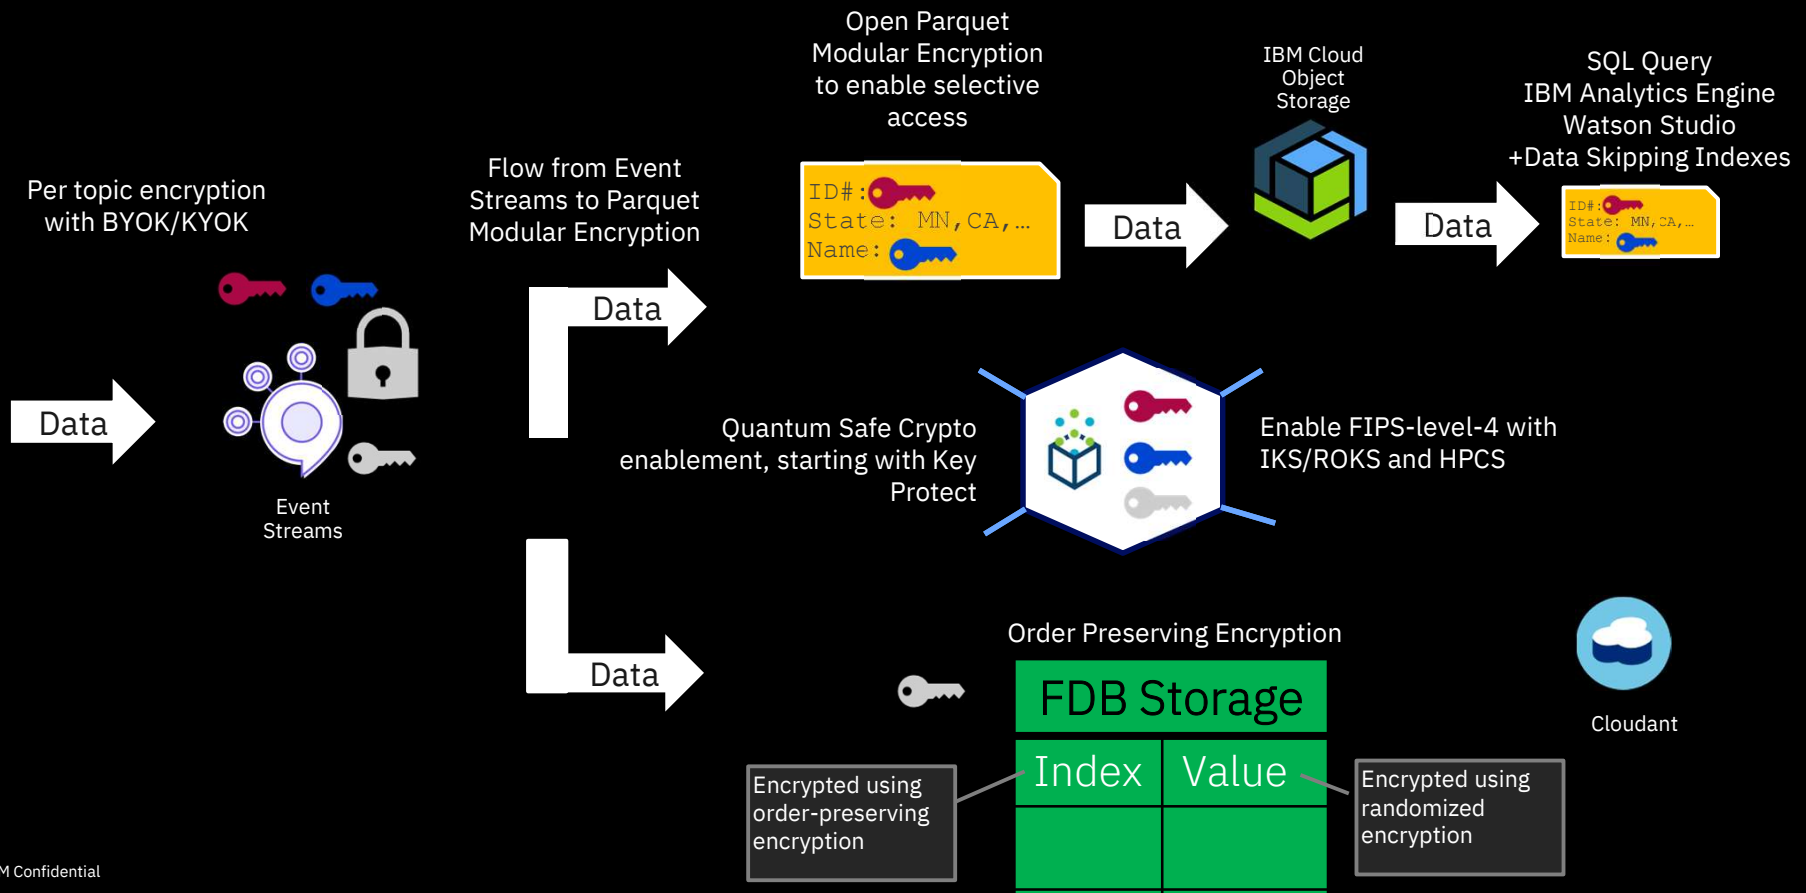 Per topic encryption
with BYOK/KYOK
Data
Event
Streams
Flow from Event
Streams to Parquet
Modular Encryption
Data
Open Parquet
Modular Encryption
to enable selective
access
ID#:
State: MN,CA,…
Name:
Data
IBM Cloud
Object
Storage
Data
SQL Query
IBM Analytics Engine
Watson Studio
+Data Skipping Indexes
ID#:
State: MN,CA,…
Name:
Quantum Safe Crypto
enablement, starting with Key
Protect
Enable FIPS-level-4 with
IKS/ROKS and HPCS
Data
Order Preserving Encryption
FDB Storage
Index Value
Encrypted using
order-preserving
encryption
Encrypted using
randomized
encryption
Cloudant
M Confidential